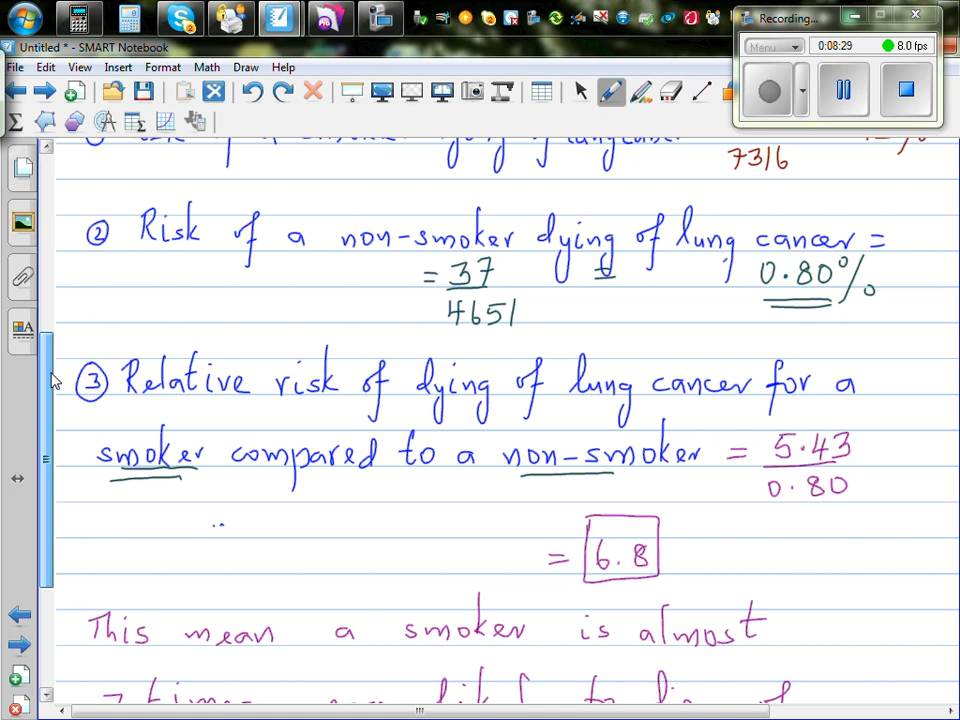 Recording...
Untitled * - SMART Notebook
Menu
0:08:29
8.0 fps
File Edit View Insert Format Math Draw Help
7316
② Risk of a non-smoker dying of lung cancer =
= 37
4651
0.80%
③ Relative risk of dying of lung cancer for a
smoker compared to a non-smoker = 5.43
0.80
= 6.8
This mean a smoker is almost